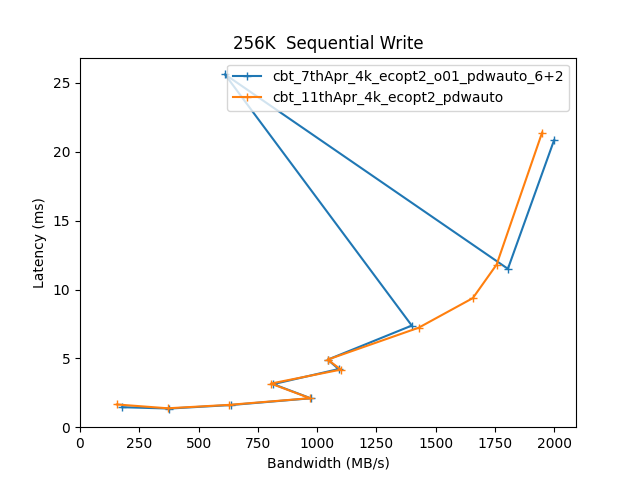 256K  Sequential Write
cbt_7thApr_4k_ecopt2_o01_pdwauto_6+2
cbt_11thApr_4k_ecopt2_pdwauto
Latency (ms)
25
20
15
10
5
0
0 250 500 750 1000 1250 1500 1750 2000
Bandwidth (MB/s)